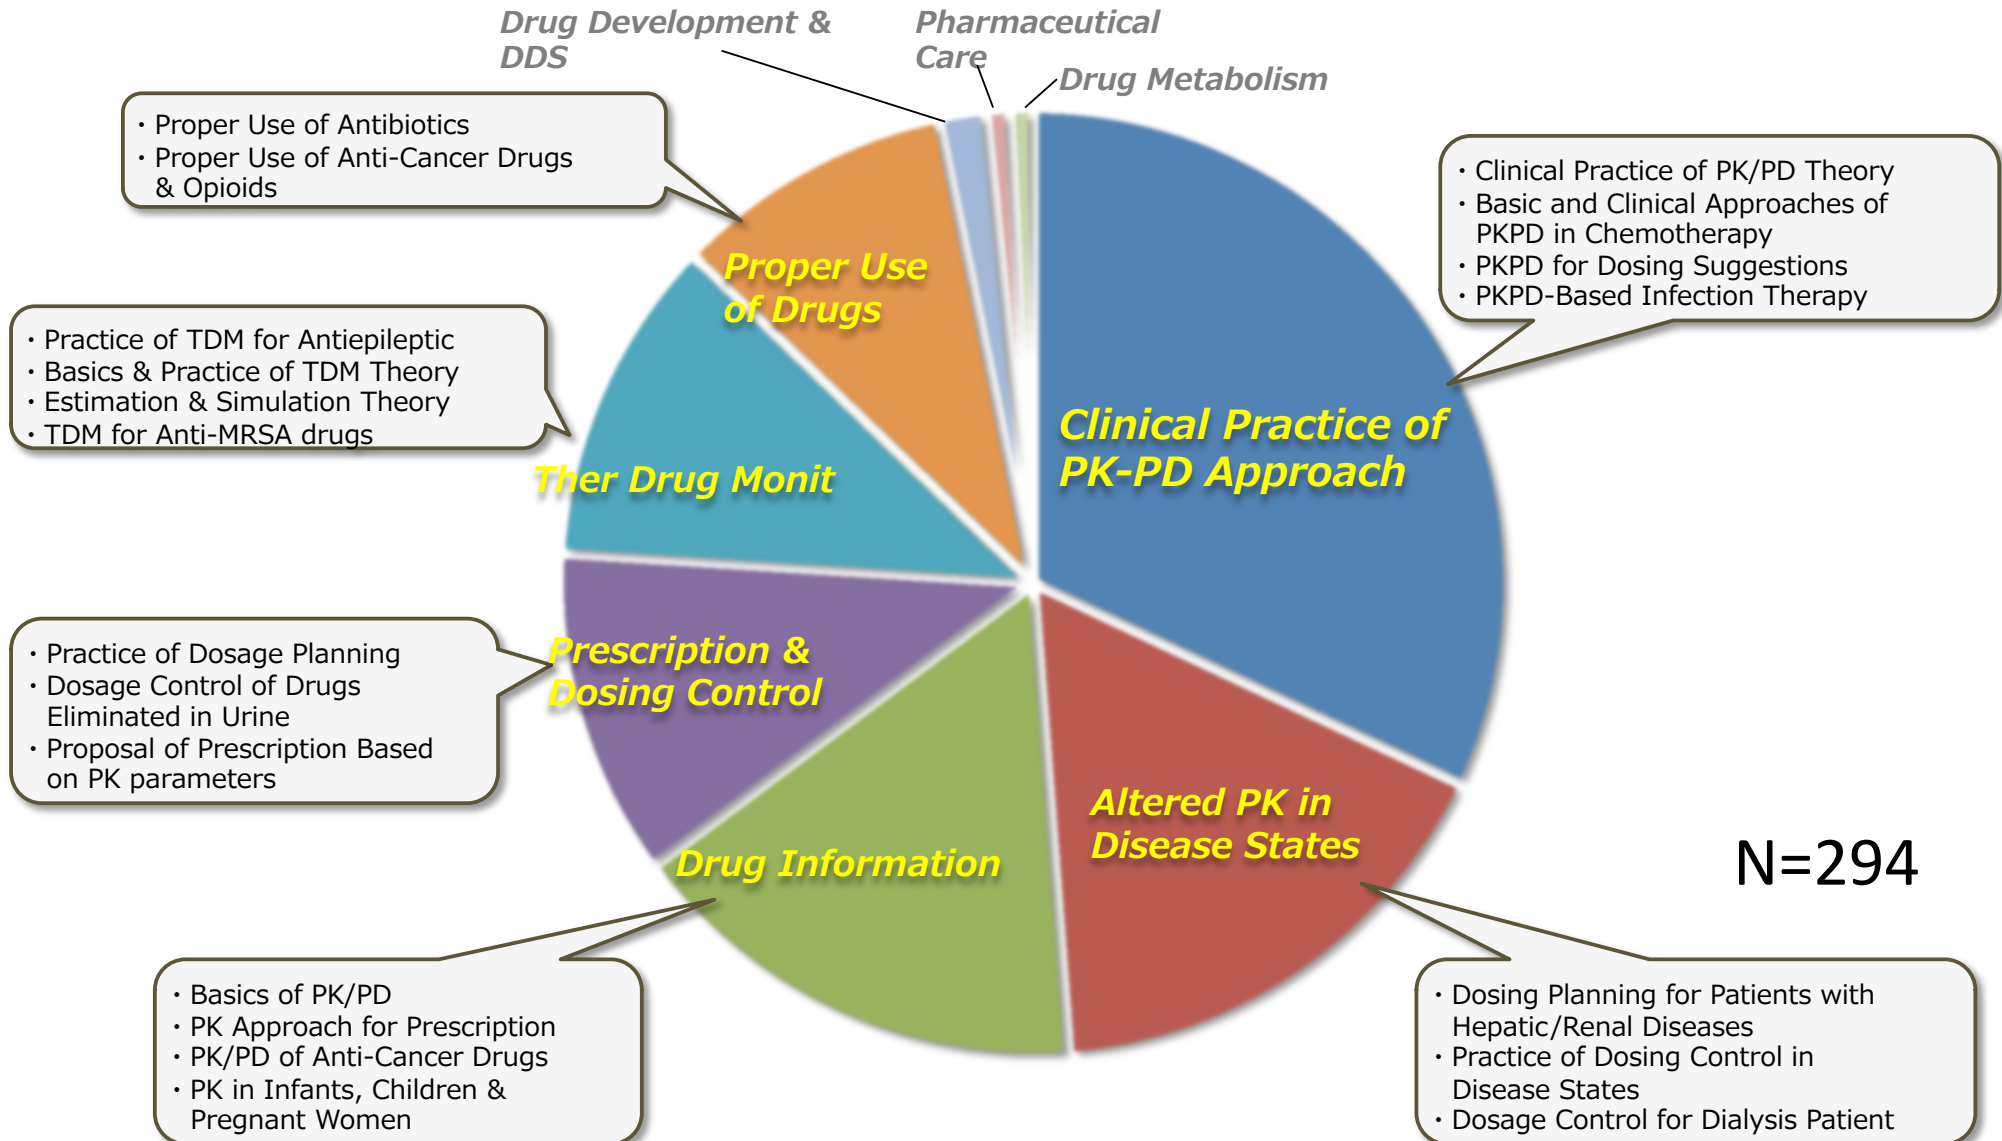 Drug Development &
DDS
Pharmaceutical
Care
Drug Metabolism
· Proper Use of Antibiotics
· Proper Use of Anti-Cancer Drugs
& Opioids
· Clinical Practice of PK/PD Theory
· Basic and Clinical Approaches of
PKPD in Chemotherapy
· PKPD for Dosing Suggestions
· PKPD-Based Infection Therapy
Proper Use
of Drugs
· Practice of TDM for Antiepileptic
· Basics & Practice of TDM Theory
· Estimation & Simulation Theory
· TDM for Anti-MRSA drugs
Ther Drug Monit
Clinical Practice of
PK-PD Approach
· Practice of Dosage Planning
· Dosage Control of Drugs
Eliminated in Urine
· Proposal of Prescription Based
on PK parameters
Prescription &
Dosing Control
Altered PK in
Disease States
Drug Information
N=294
· Basics of PK/PD
· PK Approach for Prescription
· PK/PD of Anti-Cancer Drugs
· PK in Infants, Children &
Pregnant Women
· Dosing Planning for Patients with
Hepatic/Renal Diseases
· Practice of Dosing Control in
Disease States
· Dosage Control for Dialysis Patient